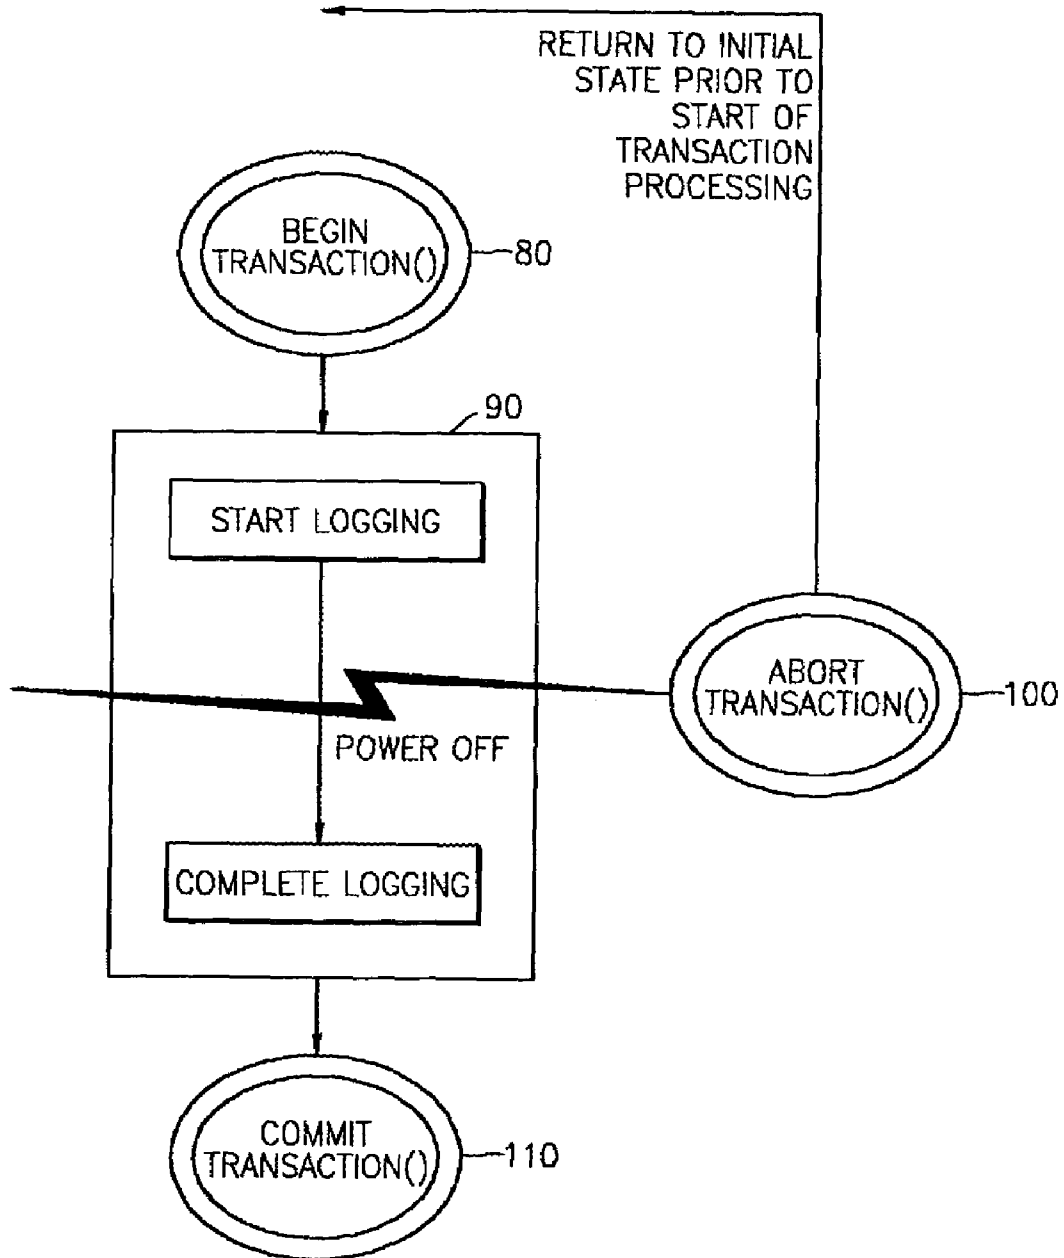 RETURN TO INITIAL
STATE PRIOR TO
START OF
TRANSACTION
PROCESSING
BEGIN
TRANSACTION()
80
90
START LOGGING
ABORT
TRANSACTION()
100
POWER OFF
COMPLETE LOGGING
COMMIT
TRANSACTION()
110